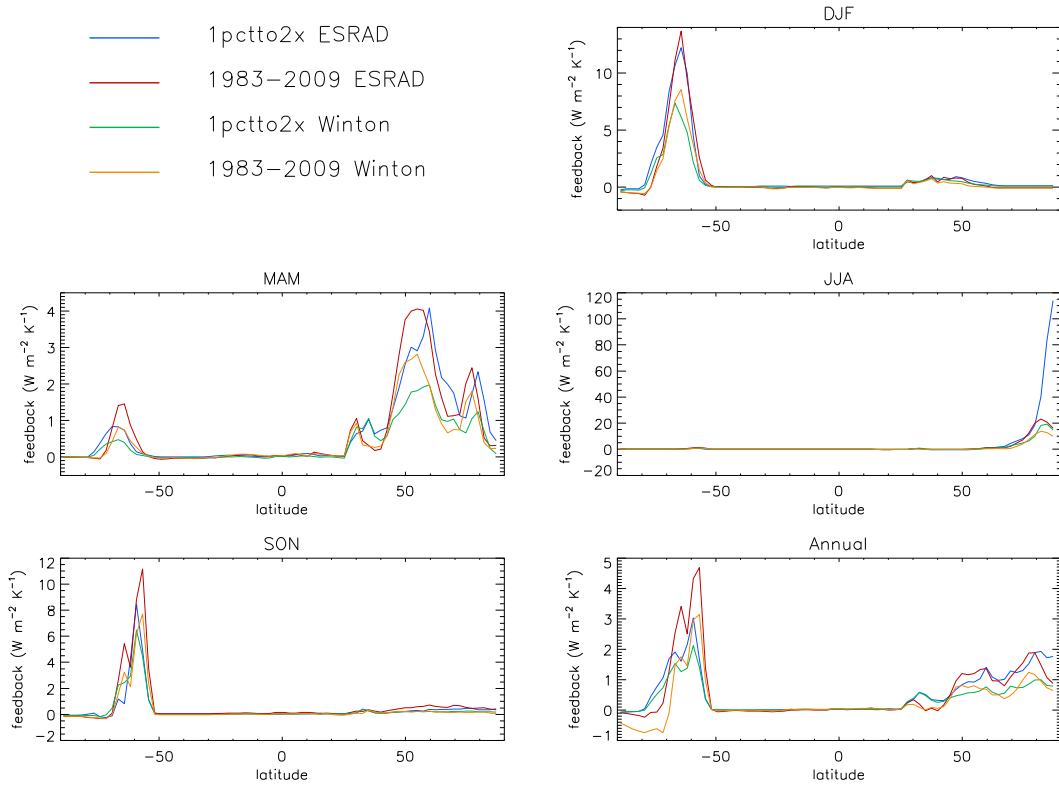 1pctto2x ESRAD
1983−2009 ESRAD
1pctto2x Winton
1983−2009 Winton
DJF
feedback (W m−2 K−1)
10
5
0
−50
0
50
latitude
MAM
feedback (W m−2 K−1)
4
3
2
1
0
−50
0
50
latitude
JJA
feedback (W m−2 K−1)
120
100
80
60
40
20
0
−20
−50
0
50
latitude
SON
feedback (W m−2 K−1)
12
10
8
6
4
2
0
−2
−50
0
50
latitude
Annual
feedback (W m−2 K−1)
5
4
3
2
1
0
−1
−50
0
50
latitude